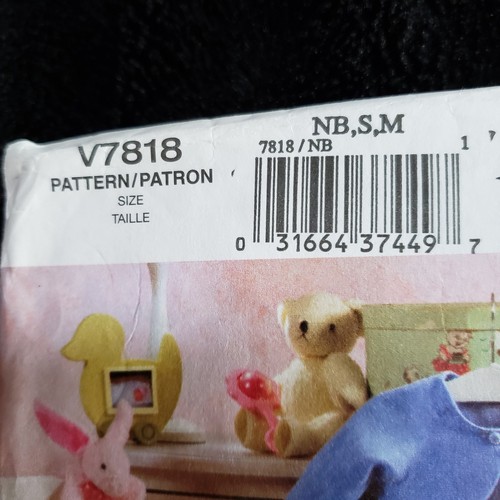 NB,S,M
V7818
7818/NB 1
PATTERN/PATRON
SIZE
TAILLE
0 31664 37449 7